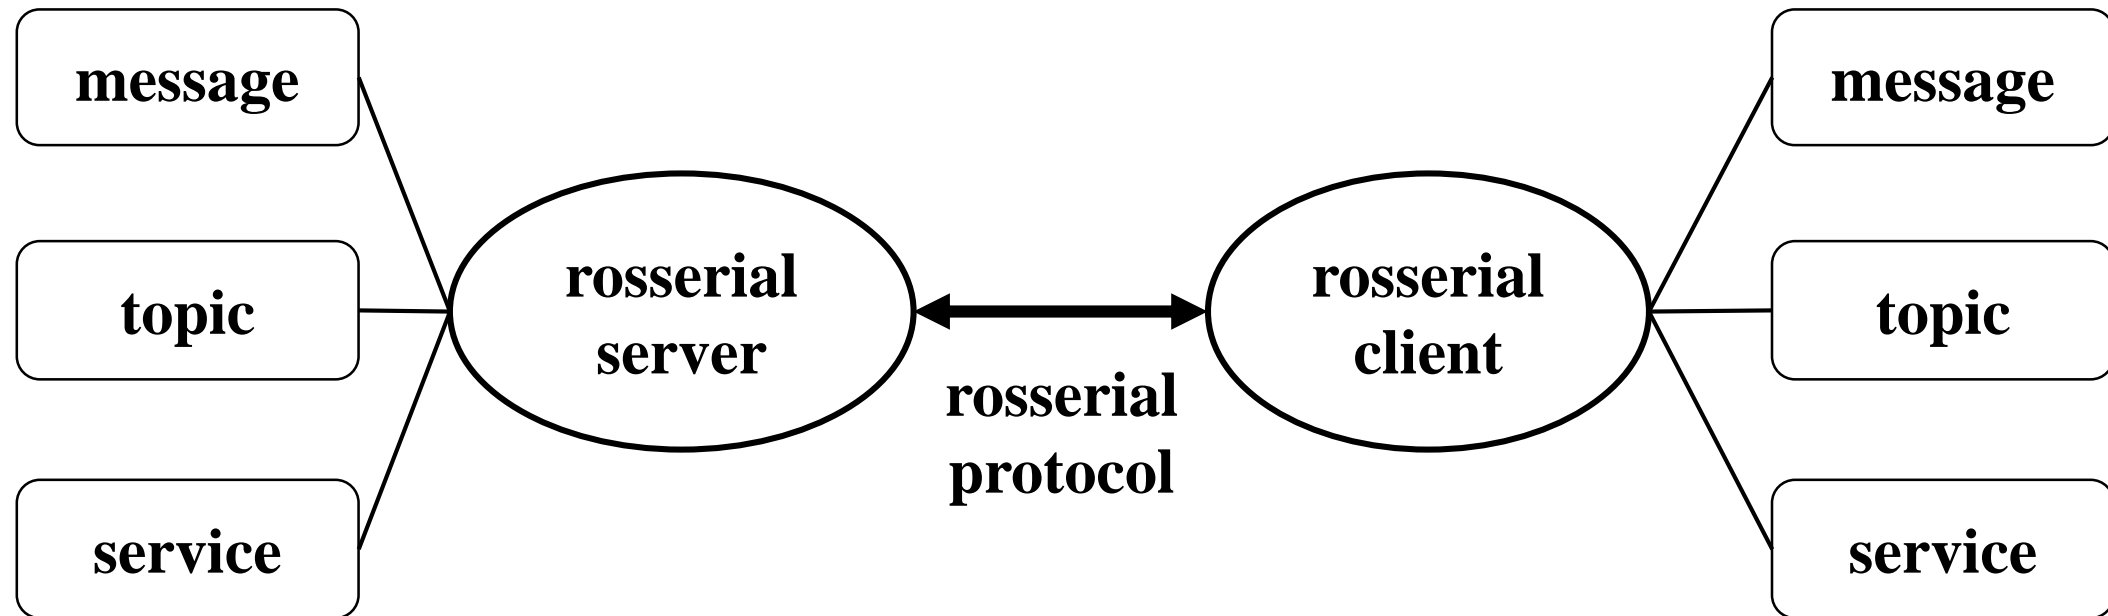 message
topic
service
rosserial
server
rosserial
protocol
rosserial
client
message
topic
service